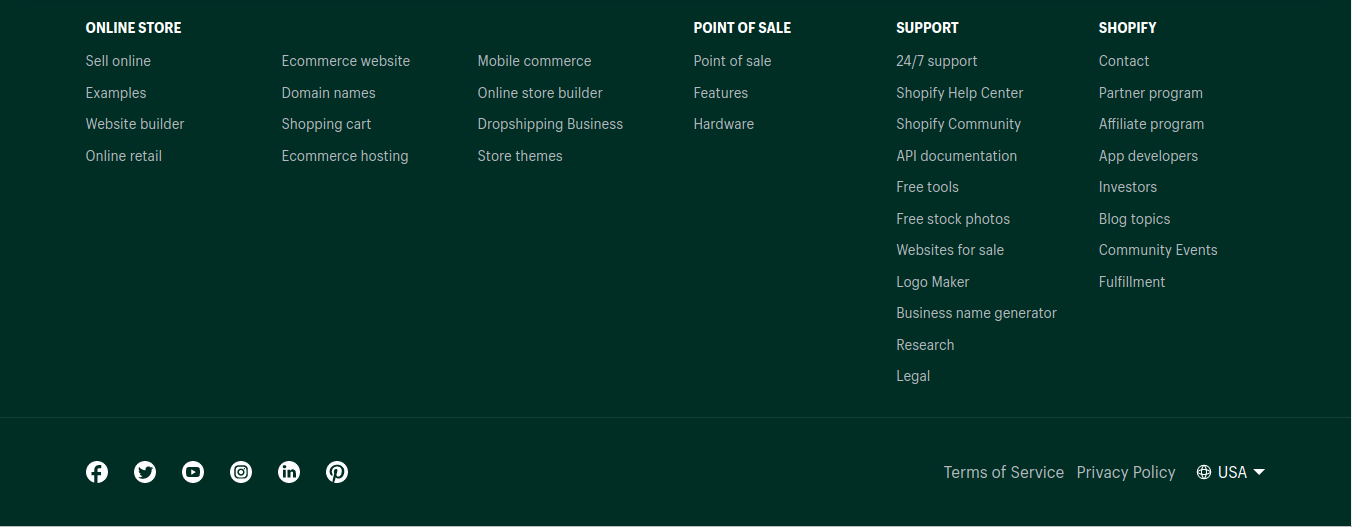 ONLINE STORE
Sell online
Examples
Website builder
Online retail
Ecommerce website
Domain names
Shopping cart
Ecommerce hosting
Mobile commerce
Online store builder
Dropshipping Business
Store themes
POINT OF SALE
Point of sale
Features
Hardware
SUPPORT
24/7 support
Shopify Help Center
Shopify Community
API documentation
Free tools
Free stock photos
Websites for sale
Logo Maker
Business name generator
Research
Legal
SHOPIFY
Contact
Partner program
Affiliate program
App developers
Investors
Blog topics
Community Events
Fulfillment
Terms of Service Privacy Policy USA